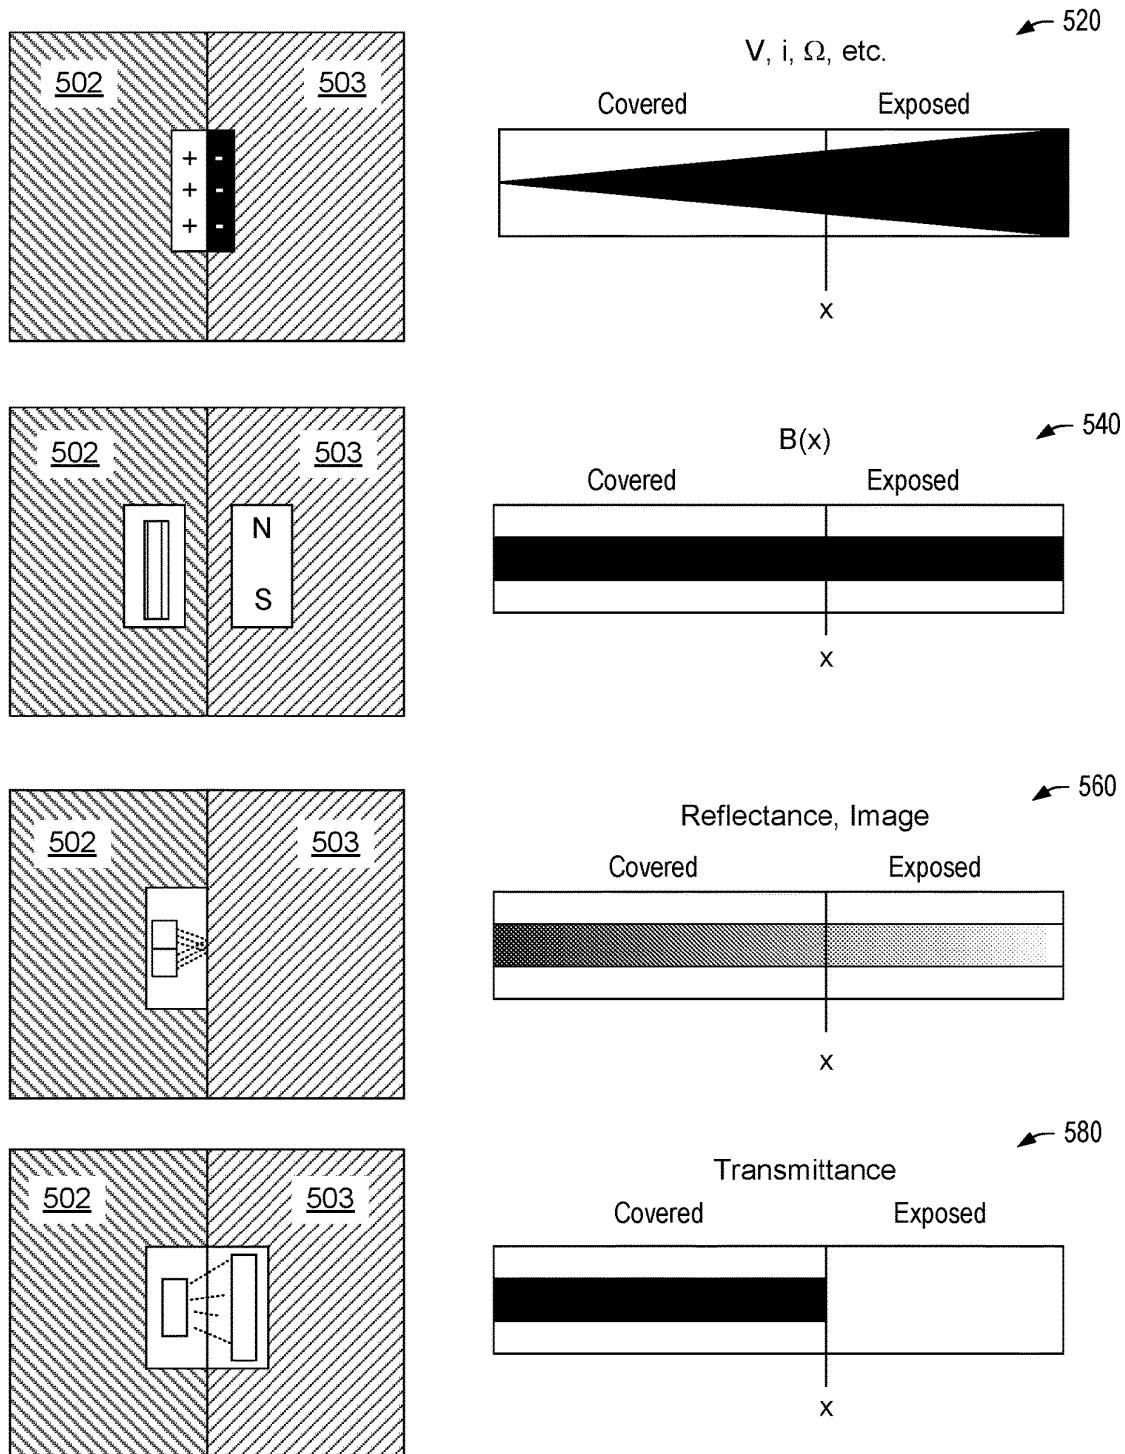 520
V, i, Ω, etc.
502 503
Covered Exposed
+ -
+ -
+ -
x
540
B(x)
502 503
Covered Exposed
N
S
x
560
Reflectance, Image
502 503
Covered Exposed
x
580
Transmittance
502 503
Covered Exposed
x